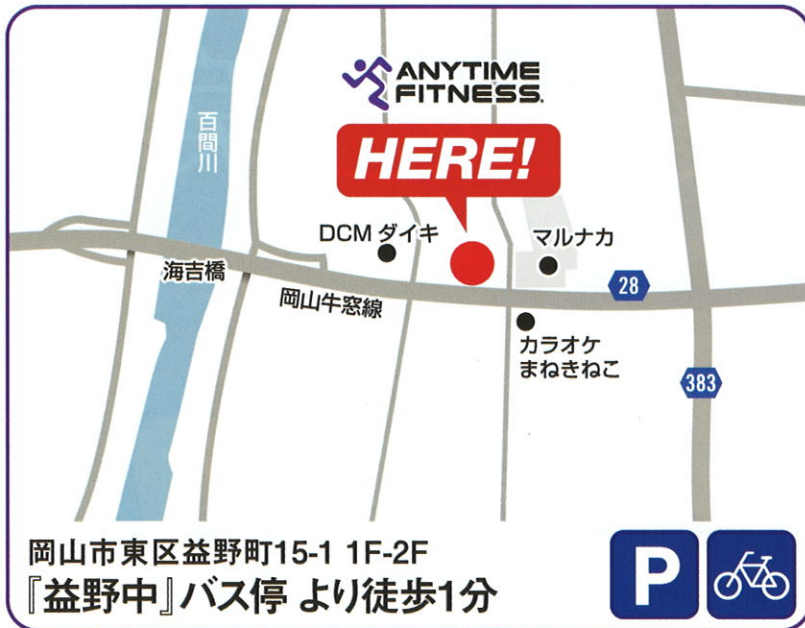 ANYTIME
FITNESS.
HERE!
百間川
DCM ダイキ
マルナカ
海吉橋
岡山牛窓線
28
カラオケ
まねきねこ
383
岡山市東区益野町15-1 1F-2F
『益野中』バス停 より徒歩1分
P